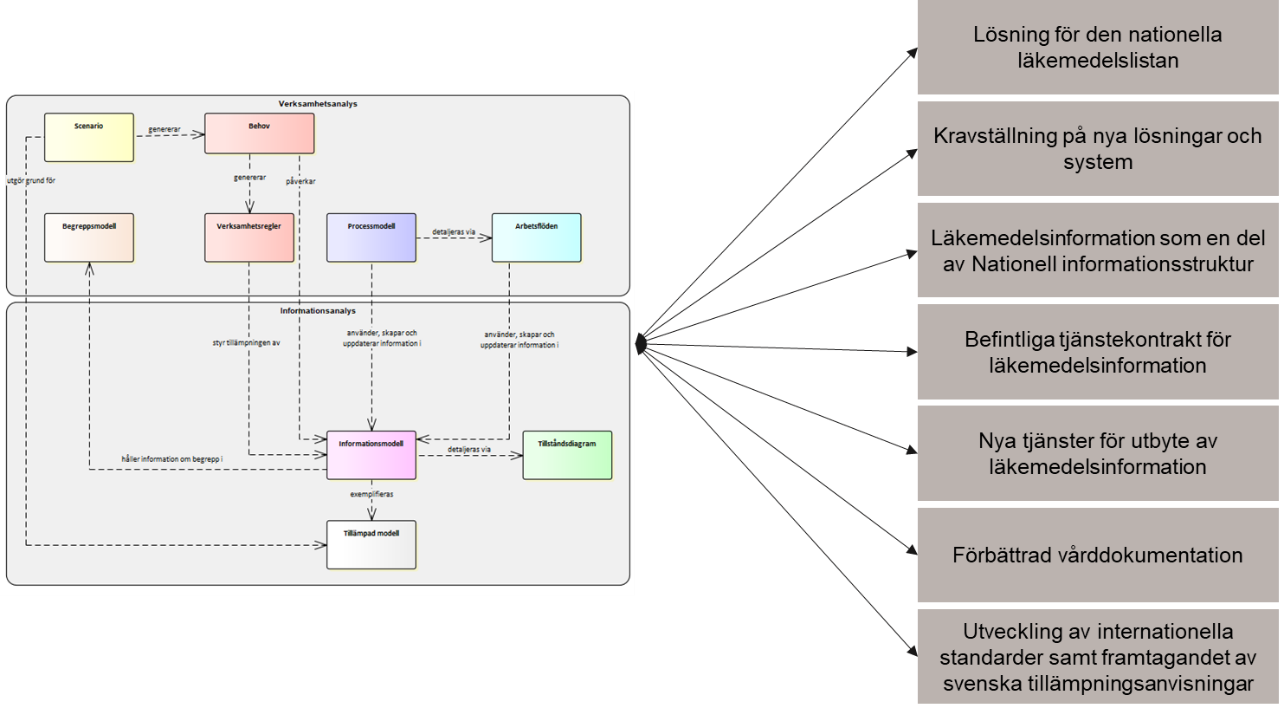 Verksamhetsanalys
Scenario
genererar
Behov
utgör grund för
genererar
påverkar
Begreppsmodell
Verksamhetsregler
Processmodell
detaljeras via
Arbetsflöden
Informationsanalys
styr tillämpningen av
använder, skapar och
uppdaterar information i
använder, skapar och
uppdaterar information i
Informationsmodell
detaljeras via
Tillståndsdiagram
håller information om begrepp i
exemplifieras
Tillämpad modell
Lösning för den nationella
läkemedelslistan
Kravställning på nya lösningar och
system
Läkemedelsinformation som en del
av Nationell informationsstruktur
Befintliga tjänstekontrakt för
läkemedelsinformation
Nya tjänster för utbyte av
läkemedelsinformation
Förbättrad vårddokumentation
Utveckling av internationella
standarder samt framtagandet av
svenska tillämpningsanvisningar